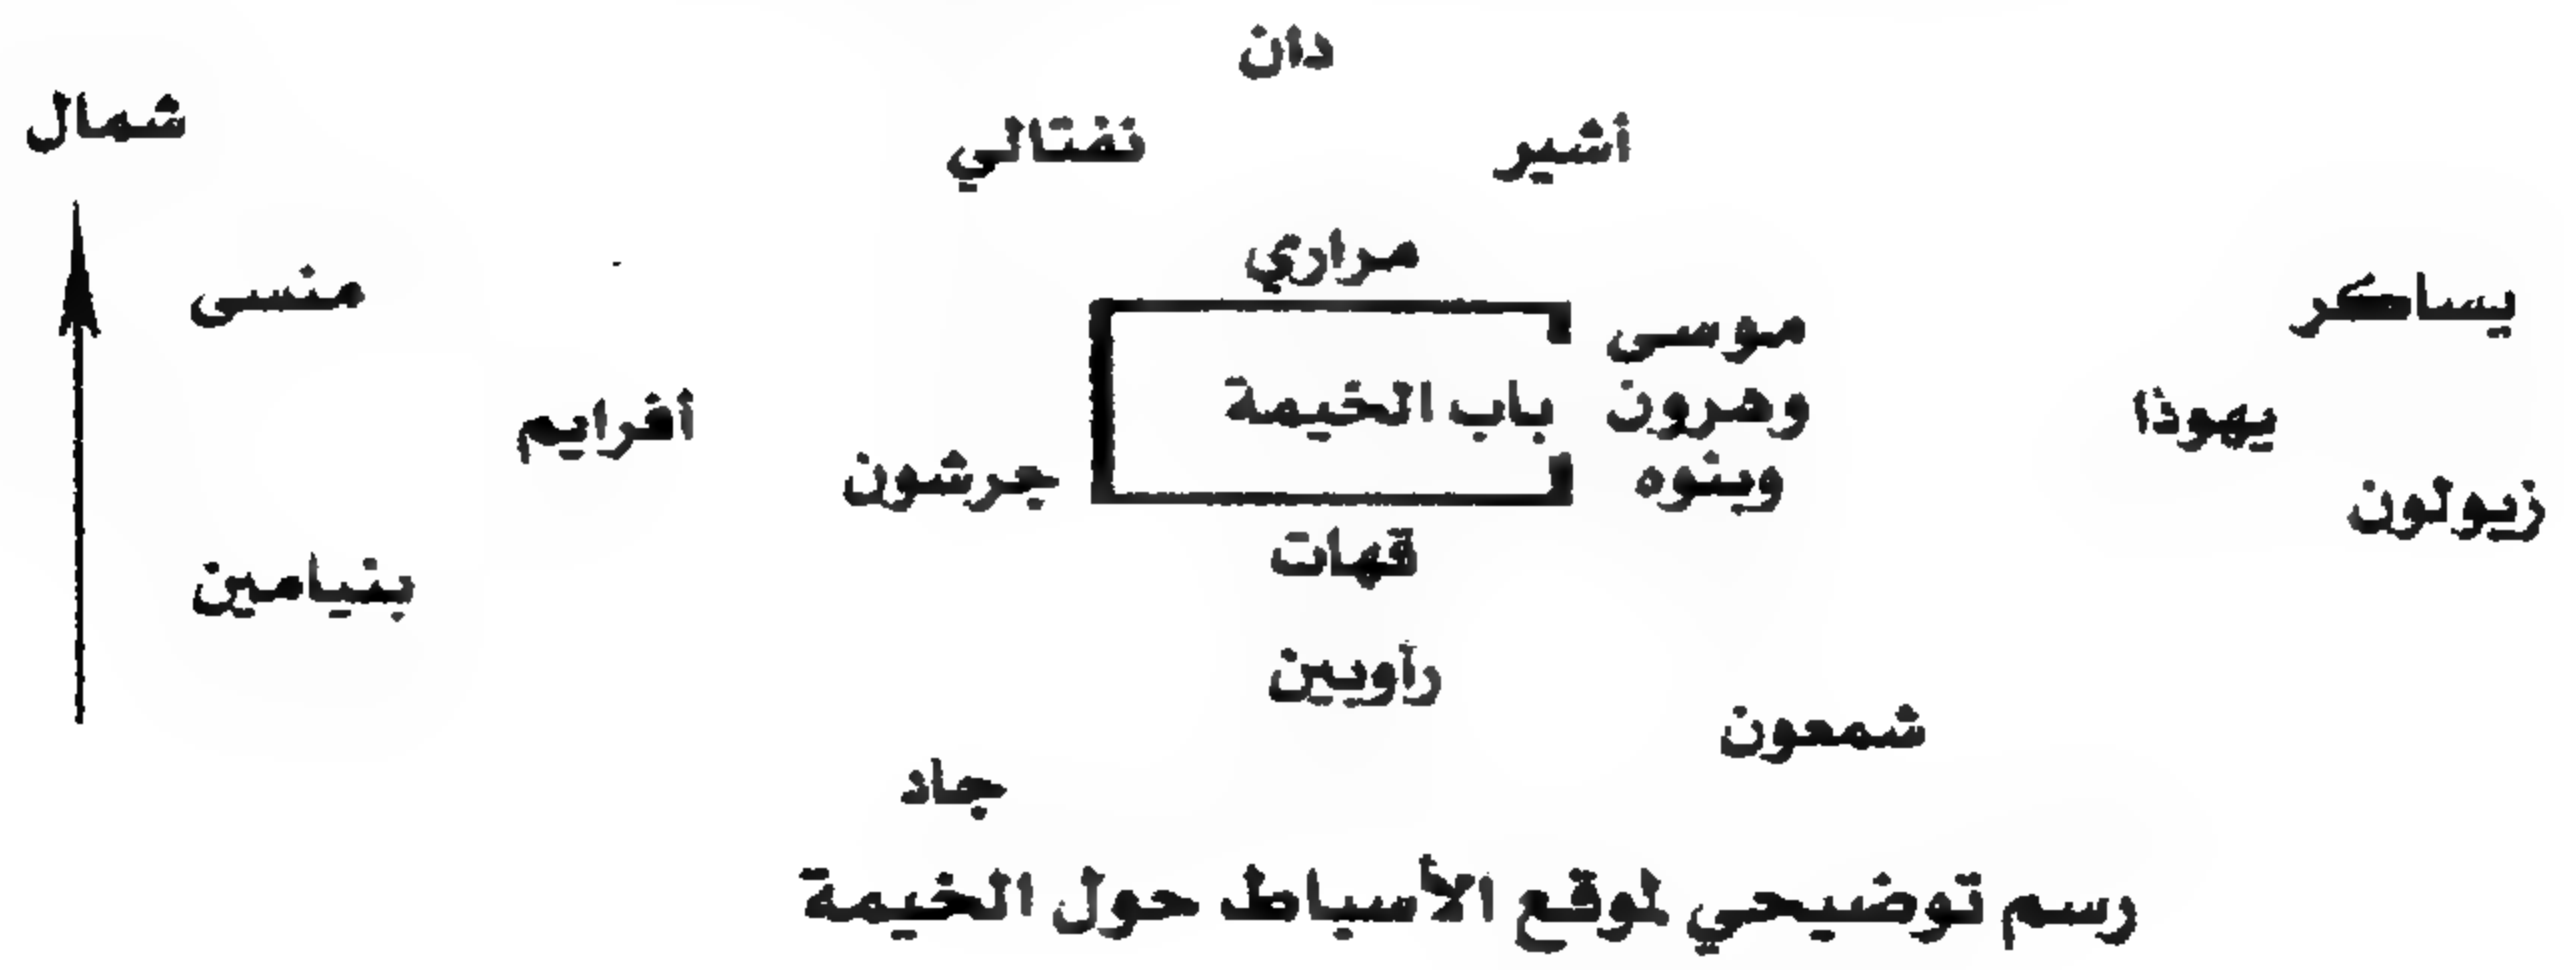 دان
شمال
أشير
نفتالي
مراري
يساكر
منسى
موسى
وهرون
وبنوه
باب الخيمة
يهوذا
أفرايم
جرشون
زبولون
قهات
بنيامين
رأوبين
شمعون
جاد
رسم توضيحي لموقع الأسباط حول الخيمة